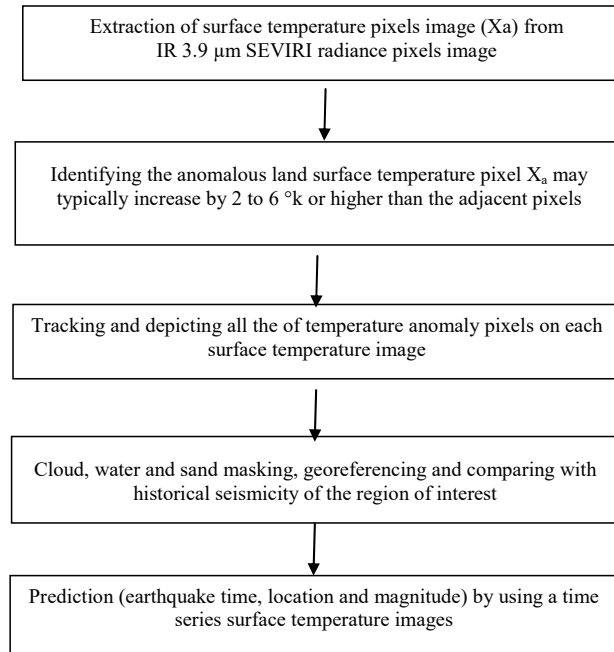 Extraction of surface temperature pixels image (Xa) from
IR 3.9 µm SEVIRI radiance pixels image
Identifying the anomalous land surface temperature pixel Xa may
typically increase by 2 to 6 °k or higher than the adjacent pixels
Tracking and depicting all the of temperature anomaly pixels on each
surface temperature image
Cloud, water and sand masking, georeferencing and comparing with
historical seismicity of the region of interest
Prediction (earthquake time, location and magnitude) by using a time
series surface temperature images